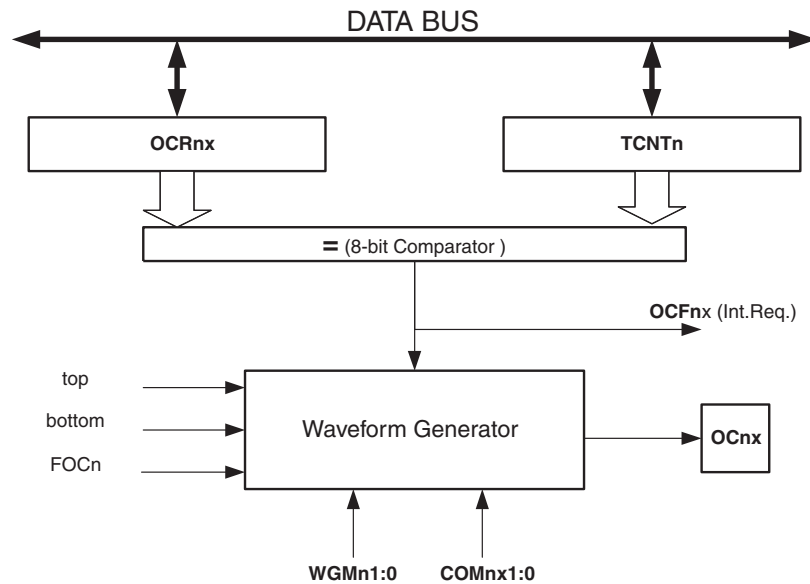 DATA BUS
OCRnx
TCNTn
= (8-bit Comparator )
OCFnx (Int.Req.)
top
bottom
FOCn
Waveform Generator
OCnx
WGMn1:0
COMnx1:0